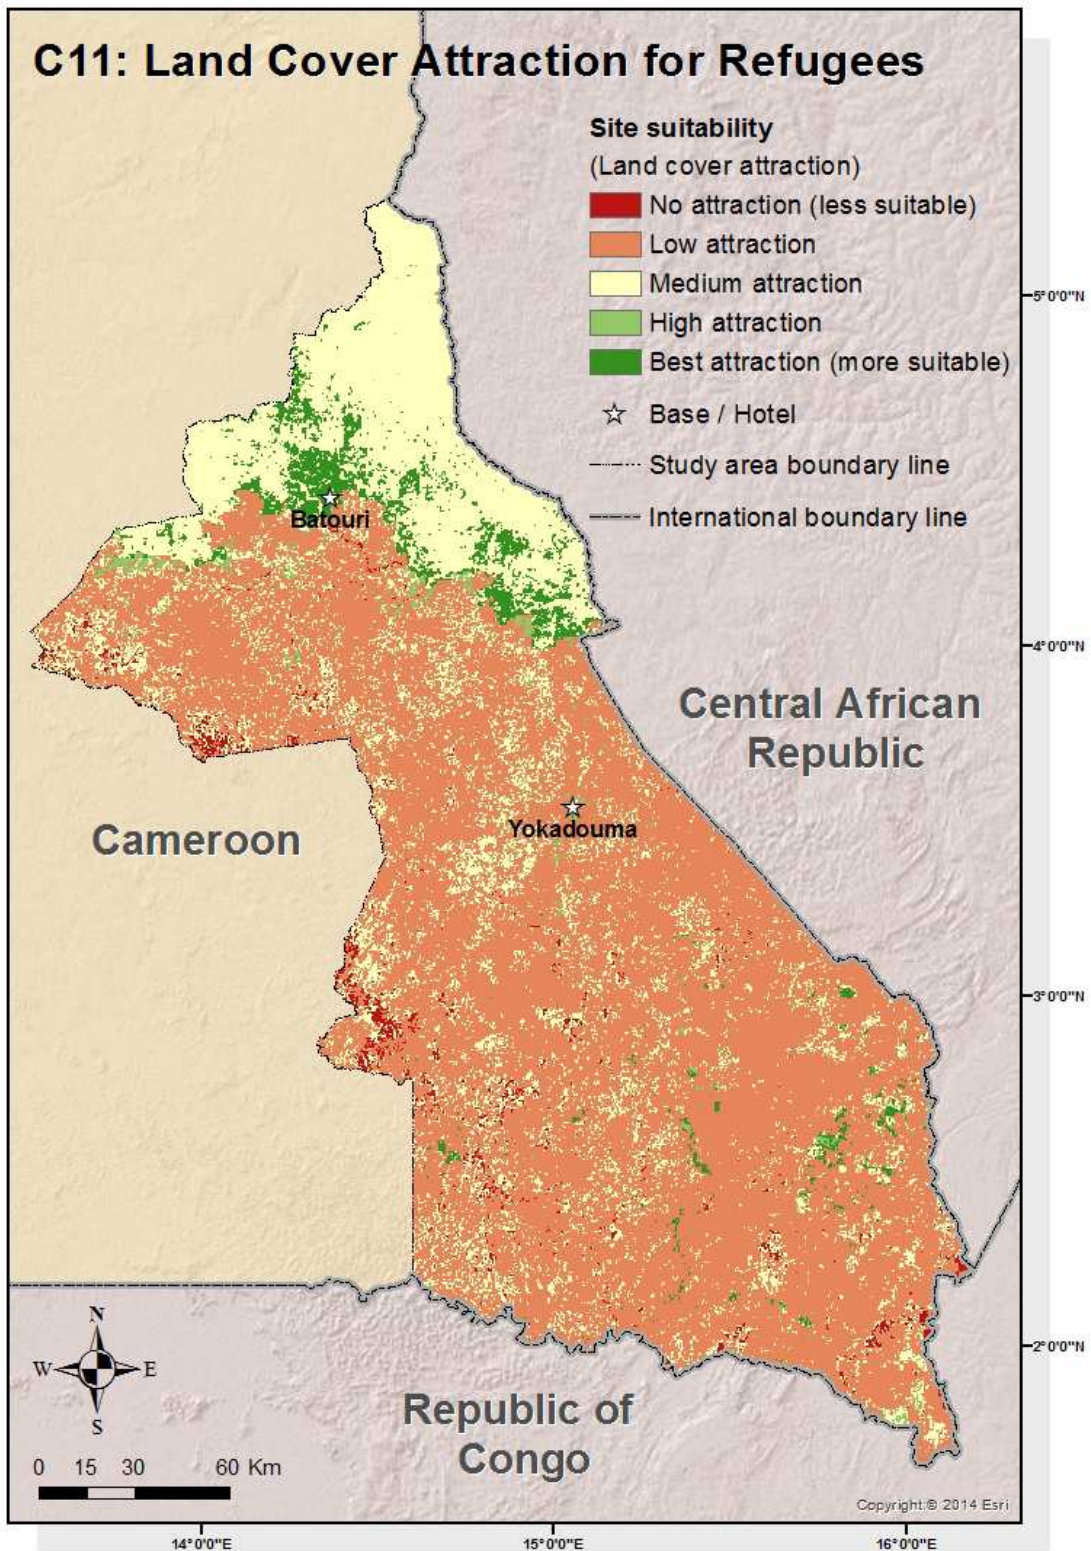 C11: Land Cover Attraction for Refugees
Site suitability
(Land cover attraction)
No attraction (less suitable)
Low attraction
Medium attraction
High attraction
Best attraction (more suitable)
Base / Hotel
Study area boundary line
International boundary line
5°0'0"N
Batouri
4°0'0"N
Central African
Republic
Yokadouma
Cameroon
3°0'0"N
N
W E
S
2°0'0"N
Republic of
Congo
0 15 30 60 Km
Copyright:© 2014 Esri
14°0'0"E 15°0'0"E 16°0'0"E